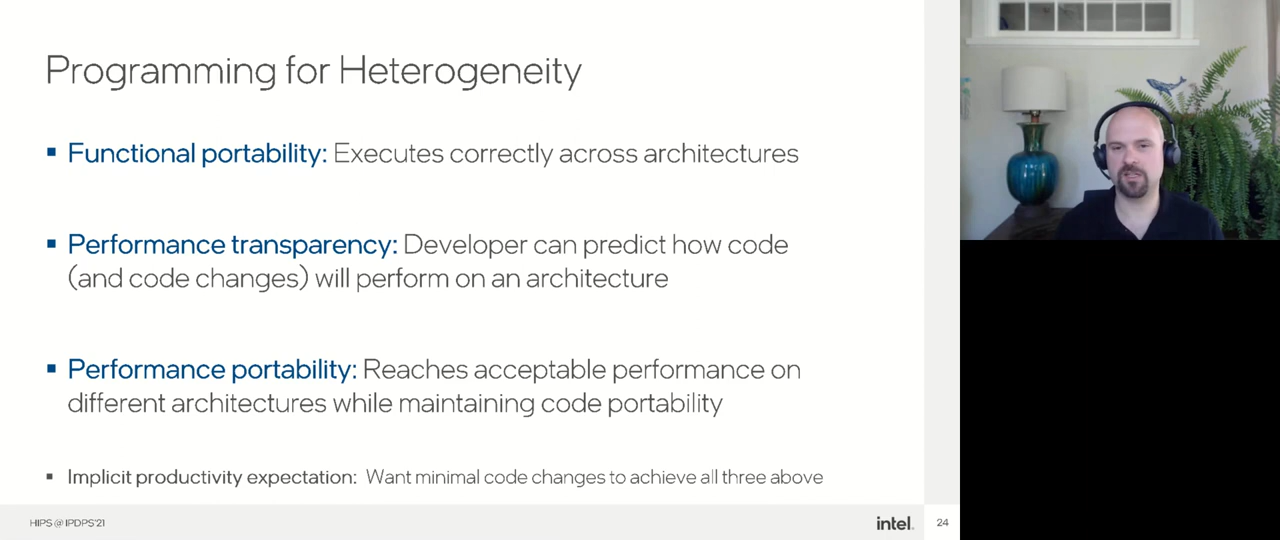 Programming for Heterogeneity
▪ Functional portability: Executes correctly across architectures
▪ Performance transparency: Developer can predict how code
(and code changes) will perform on an architecture
▪ Performance portability: Reaches acceptable performance on
different architectures while maintaining code portability
▪ Implicit productivity expectation: Want minimal code changes to achieve all three above
HIPS @ IPDPS'21
intel.
24